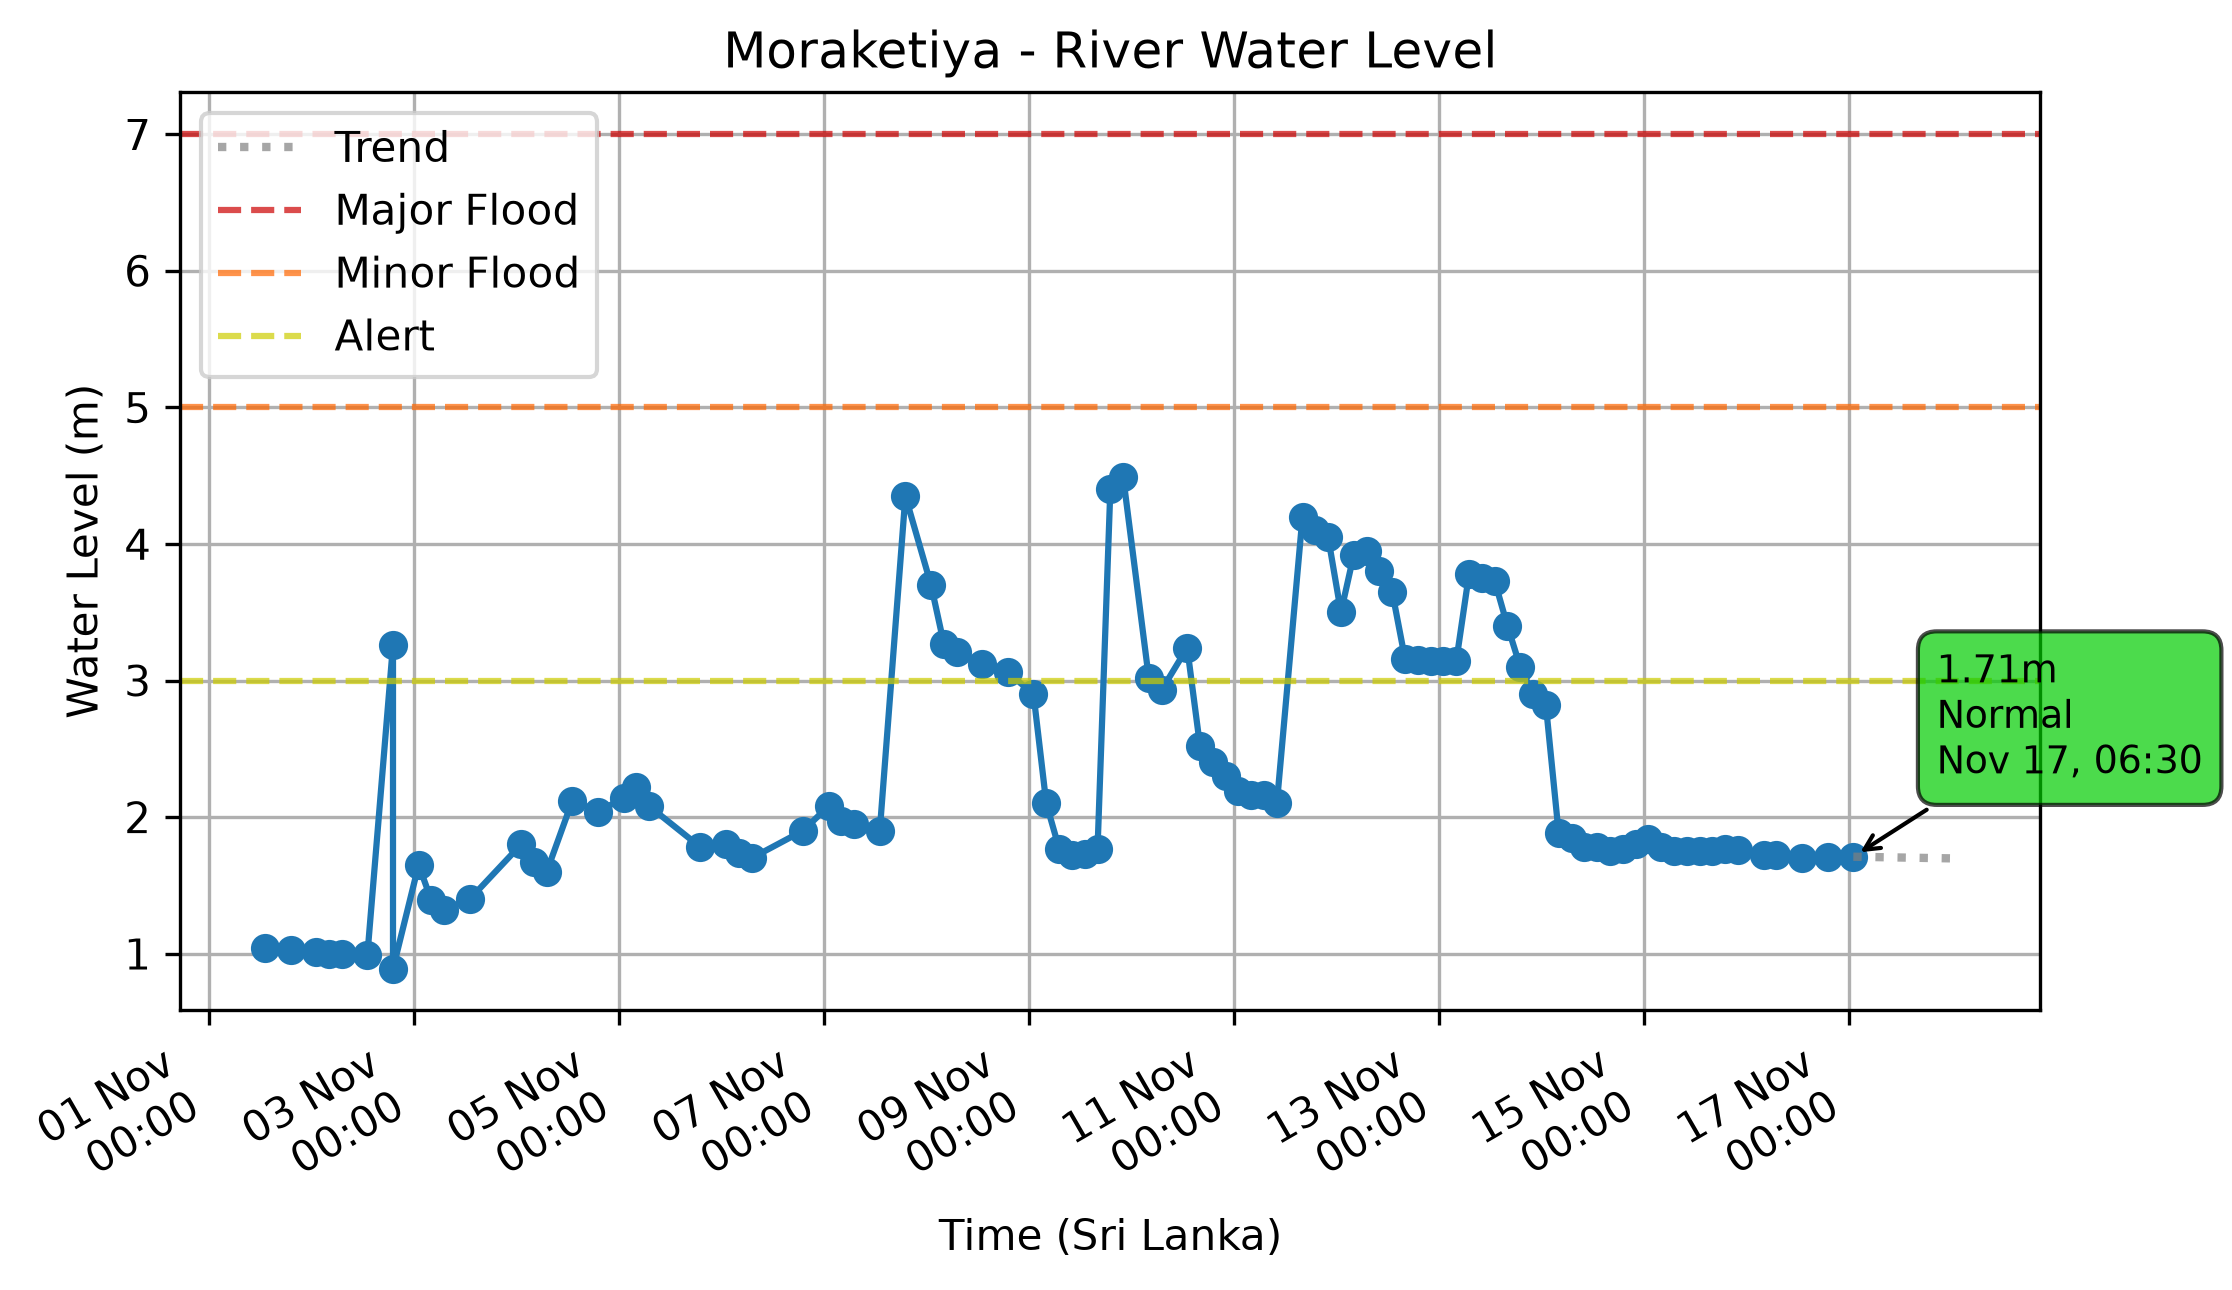 Moraketiya - River Water Level
Trend
Major Flood
Minor Flood
Alert
7
6
5
4
3
2
1
Water Level (m)
1.71m
Normal
Nov 17, 06:30
01 Nov
00:00
03 Nov
00:00
05 Nov
00:00
07 Nov
00:00
09 Nov
00:00
11 Nov
00:00
13 Nov
00:00
15 Nov
00:00
17 Nov
00:00
Time (Sri Lanka)